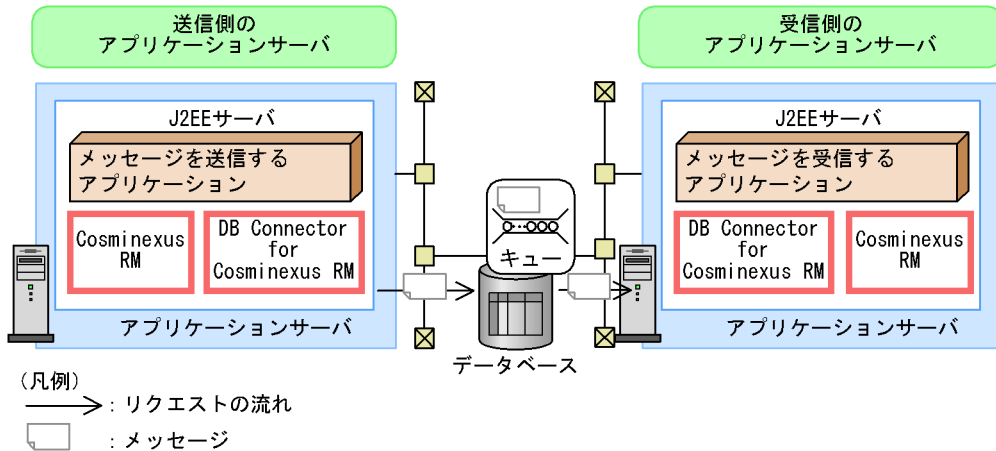 送信側の
アプリケーションサーバ
受信側の
アプリケーションサーバ
J2EEサーバ
メッセージを送信する
アプリケーション
Cosminexus
RM
DB Connector
for
Cosminexus RM
アプリケーションサーバ
キュー
データベース
J2EEサーバ
メッセージを受信する
アプリケーション
DB Connector
for
Cosminexus RM
Cosminexus
RM
アプリケーションサーバ
(凡例)
：リクエストの流れ
：メッセージ